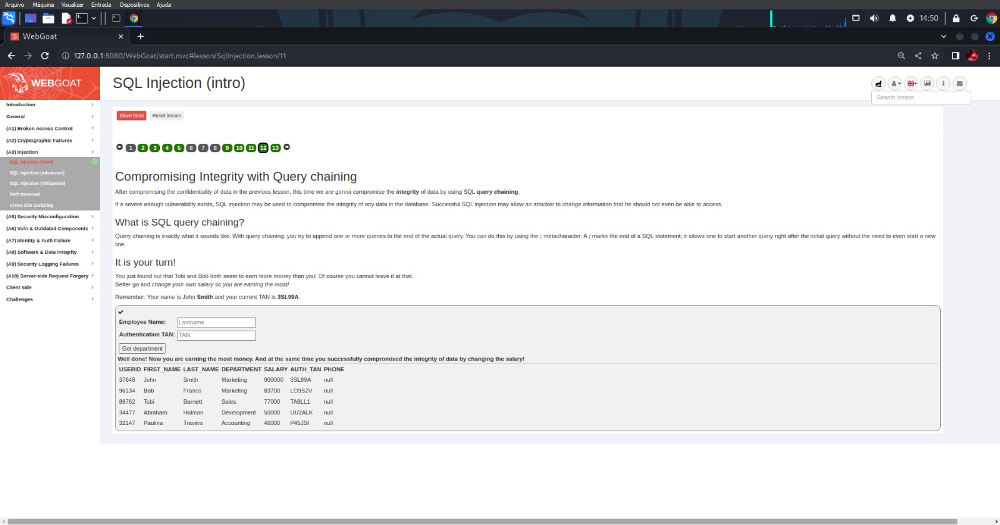 Arquivo Máquina Visualizar Entrada Dispositivos Ajuda
14:50
WebGoat
127.0.0.1:8080/WebGoat/start.mvc#lesson/SqlInjection.lesson/11
WEBGOAT
SQL Injection (intro)
Search lesson
Introduction
General
(A1) Broken Access Control
(A2) Cryptographic Failures
(A3) Injection
SQL Injection (intro)
SQL Injection (advanced)
SQL Injection (mitigation)
Path traversal
Cross Site Scripting
(A5) Security Misconfiguration
(A6) Vuln & Outdated Components
(A7) Identity & Auth Failure
(A8) Software & Data Integrity
(A9) Security Logging Failures
(A10) Server-side Request Forgery
Client side
Challenges
Show hints Reset lesson
1 2 3 4 5 6 7 8 9 10 11 12 13
Compromising Integrity with Query chaining
After compromising the confidentiality of data in the previous lesson, this time we are gonna compromise the integrity of data by using SQL query chaining.
If a severe enough vulnerability exists, SQL injection may be used to compromise the integrity of any data in the database. Successful SQL injection may allow an attacker to change information that he should not even be able to access.
What is SQL query chaining?
Query chaining is exactly what it sounds like. With query chaining, you try to append one or more queries to the end of the actual query. You can do this by using the ; metacharacter. A ; marks the end of a SQL statement; it allows one to start another query right after the initial query without the need to even start a new
line.
It is your turn!
You just found out that Tobi and Bob both seem to earn more money than you! Of course you cannot leave it at that.
Better go and change your own salary so you are earning the most!
Remember: Your name is John Smith and your current TAN is 3SL99A.
Employee Name: Lastname
Authentication TAN: TAN
Get department
Well done! Now you are earning the most money. And at the same time you successfully compromised the integrity of data by changing the salary!
USERID FIRST_NAME LAST_NAME DEPARTMENT SALARY AUTH_TAN PHONE
37648 John Smith Marketing 900000 3SL99A null
96134 Bob Franco Marketing 83700 LO9S2V null
89762 Tobi Barnett Sales 77000 TA9LL1 null
34477 Abraham Holman Development 50000 UU2ALK null
32147 Paulina Travers Accounting 46000 P45JSI null